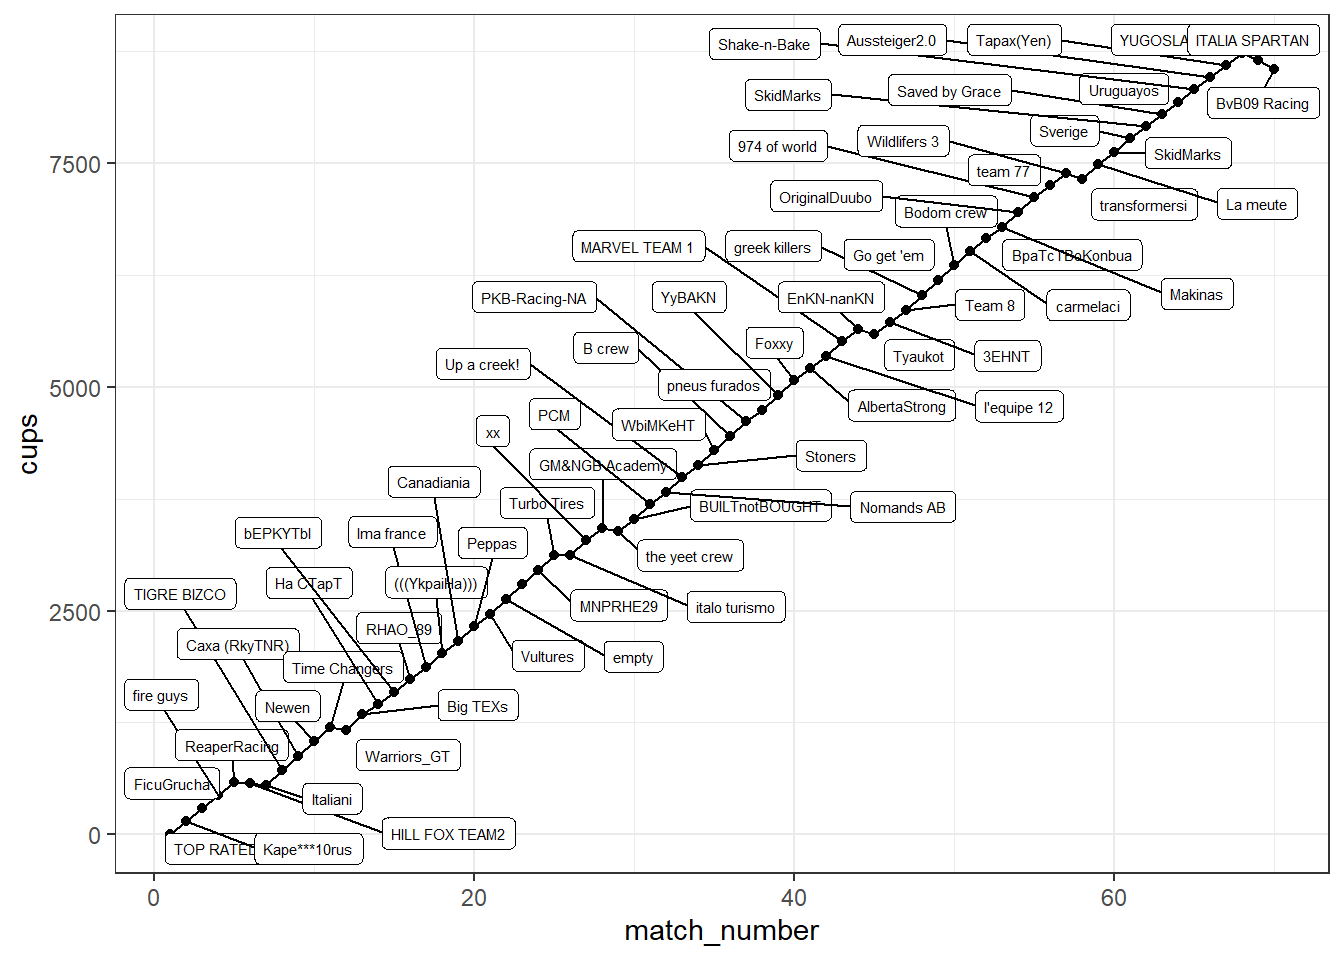 Shake-n-Bake
Aussteiger2.0
Tapax(Yen)
YUGOSLA
ITALIA SPARTAN
SkidMarks
Saved by Grace
Uruguayos
BvB09 Racing
974 of world
Wildlifers 3
Sverige
SkidMarks
7500
team 77
OriginalDuubo
Bodom crew
transformersi
La meute
MARVEL TEAM 1
greek killers
Go get 'em
BpaTcTBoKonbua
PKB-Racing-NA
YyBAKN
EnKN-nanKN
Team 8
carmelaci
Makinas
B crew
Foxxy
Tyaukot
3EHNT
Up a creek!
pneus furados
5000
AlbertaStrong
l'equipe 12
xx
PCM
WbiMKeHT
cups
Canadiania
GM&NGB Academy
Stoners
Turbo Tires
BUILTnotBOUGHT
Nomands AB
bEPKYTbI
Ima france
Peppas
the yeet crew
TIGRE BIZCO
Ha CTapT
(((YkpaiHa)))
2500
MNPRHE29
italo turismo
Caxa (RkyTNR)
RHAO_89
Time Changers
Vultures
empty
fire guys
Newen
Big TEXs
ReaperRacing
Warriors_GT
FicuGrucha
Italiani
0
HILL FOX TEAM2
TOP RATED
Kape***10rus
0
20
40
60
match_number